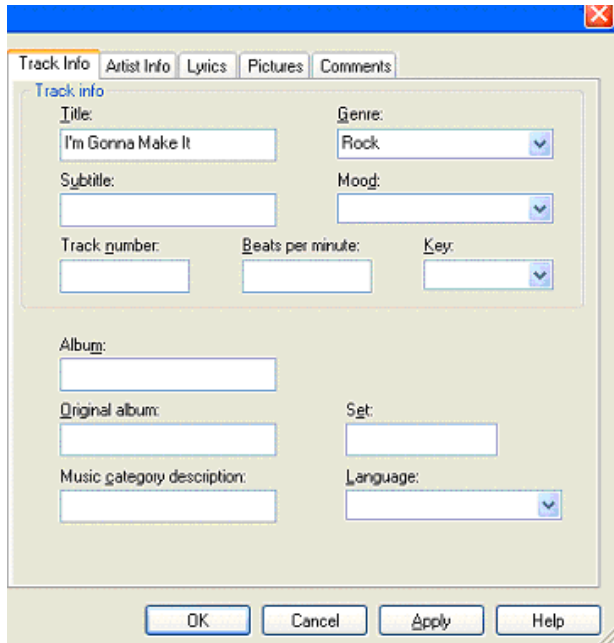 Track Info Artist Info Lyrics Pictures Comments
Track info
Title: Genre:
I'm Gonna Make It Rock
Subtitle: Mood:
Track number: Beats per minute: Key:
Album:
Original album: Set:
Music category description: Language:
OK Cancel Apply Help